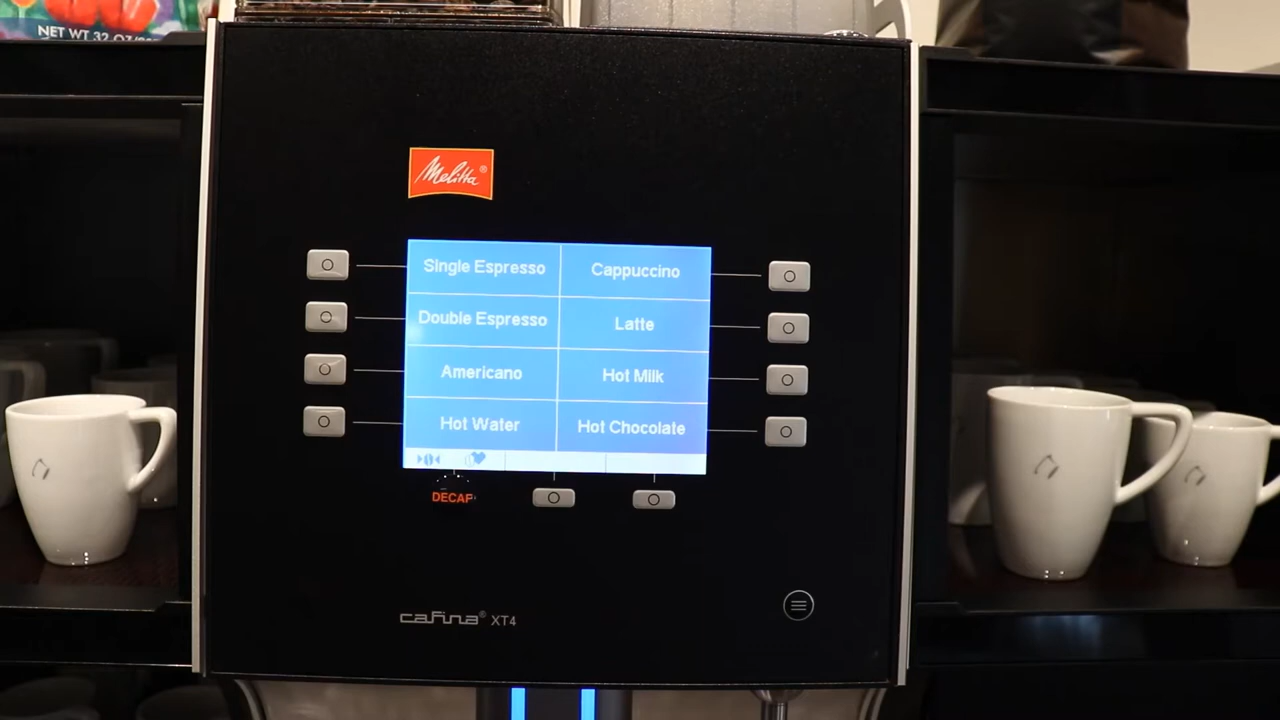 NET WT 32 OZ
Melitta®
Single Espresso
Cappuccino
Double Espresso
Latte
Americano
Hot Milk
Hot Water
Hot Chocolate
DECAF
cafina® XT4